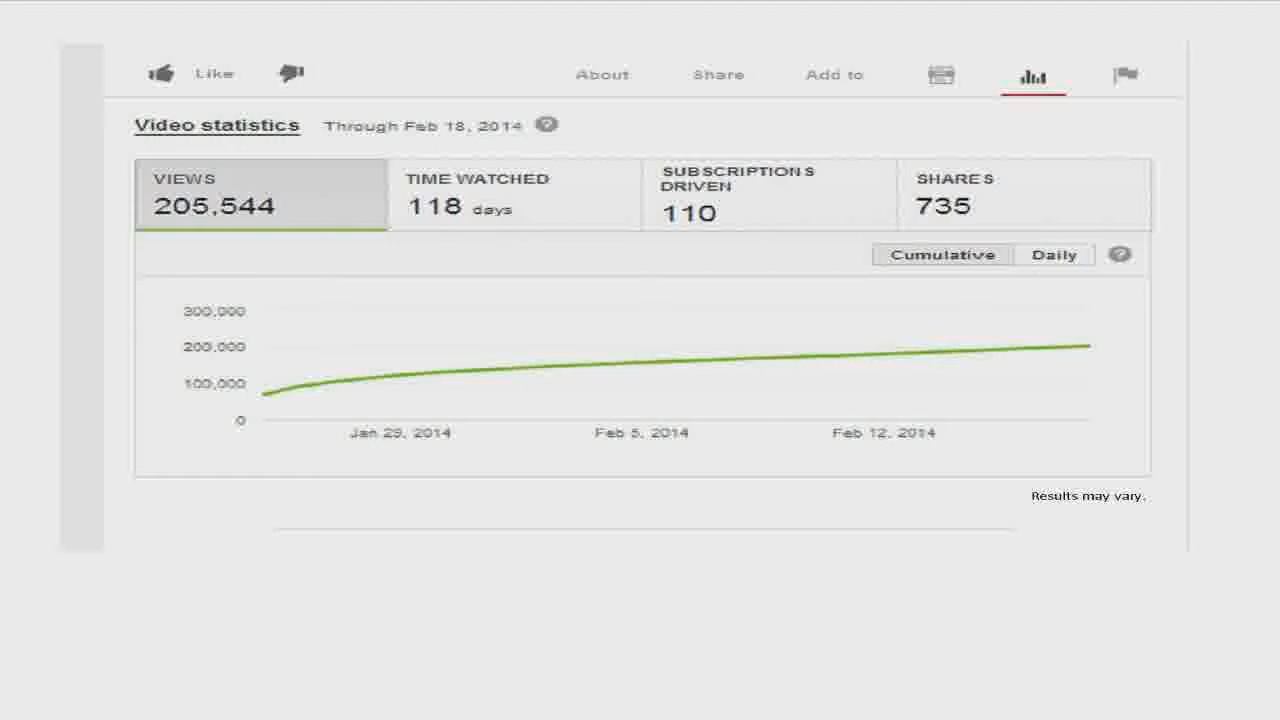 Like About Share Add to
Video statistics Through Feb 18, 2014 ?
VIEWS TIME WATCHED SUBSCRIPTIONS DRIVEN SHARES
205,544 118 days 110 735
Cumulative Daily ?
300,000
200,000
100,000
0
Jan 29, 2014 Feb 5, 2014 Feb 12, 2014
Results may vary.